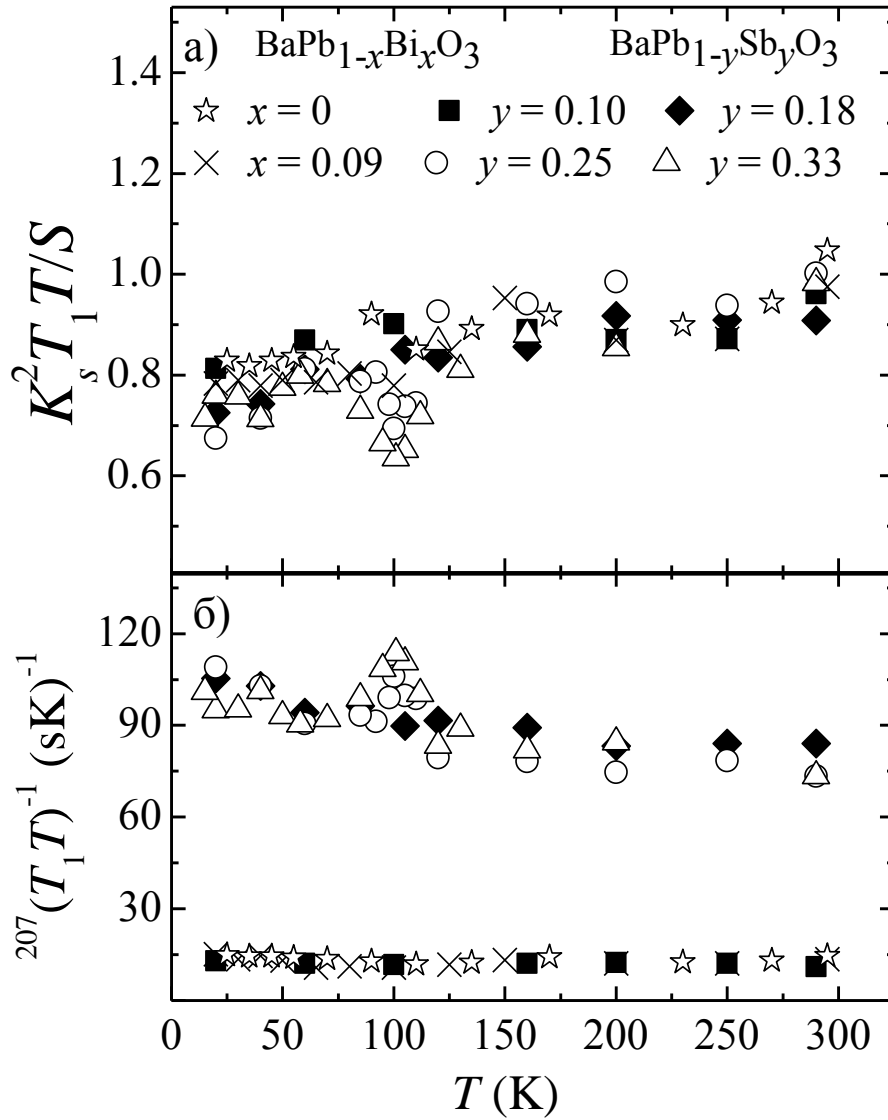 а) BaPb1-xBixO3 BaPb1-ySbyO3
x = 0 y = 0.10 y = 0.18
x = 0.09 y = 0.25 y = 0.33
1.4
1.2
1.0
0.8
0.6
K_s^2T1T/S
б)
120
90
60
30
207(T1T)-1 (sK)-1
0 50 100 150 200 250 300
T (K)